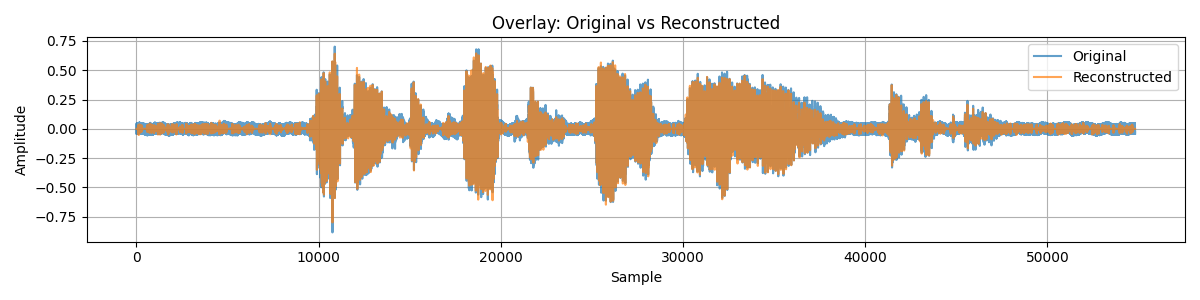 Overlay: Original vs Reconstructed
0.75
0.50
0.25
0.00
−0.25
−0.50
−0.75
Amplitude
Original
Reconstructed
0
10000
20000
30000
40000
50000
Sample